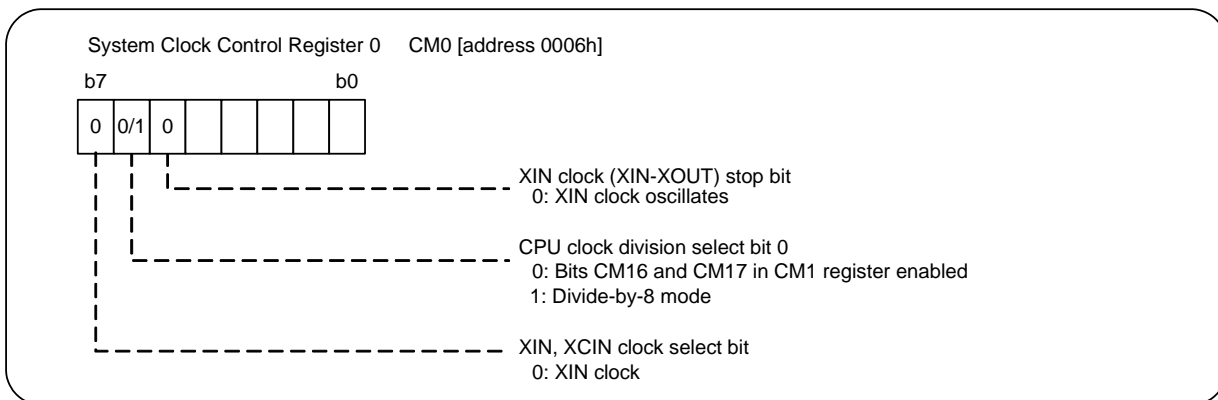 System Clock Control Register 0 CM0 [address 0006h]
b7 b0
0 0/1 0
XIN clock (XIN-XOUT) stop bit
0: XIN clock oscillates
CPU clock division select bit 0
0: Bits CM16 and CM17 in CM1 register enabled
1: Divide-by-8 mode
XIN, XCIN clock select bit
0: XIN clock